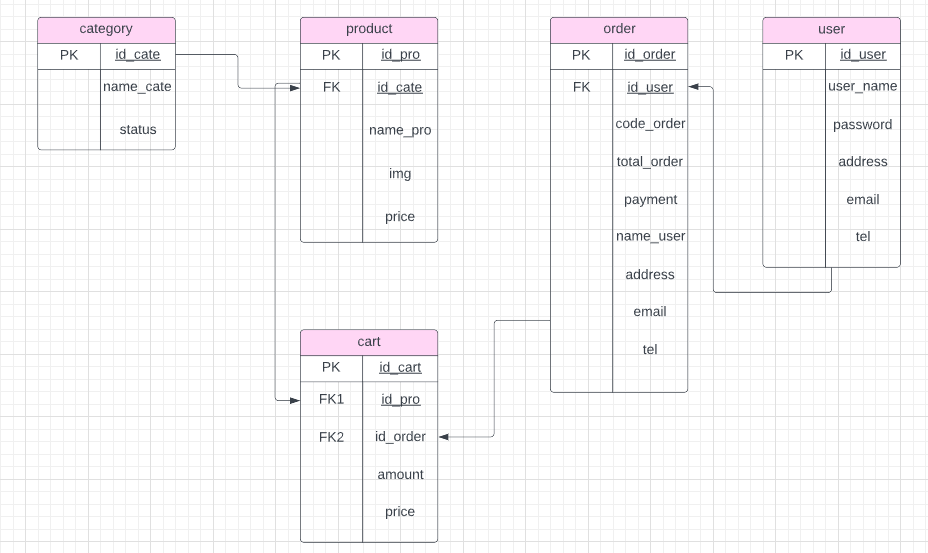 category
PK id_cate
name_cate
status
product
PK id_pro
FK id_cate
name_pro
img
price
order
PK id_order
FK id_user
code_order
total_order
payment
name_user
address
email
tel
user
PK id_user
user_name
password
address
email
tel
cart
PK id_cart
FK1 id_pro
FK2 id_order
amount
price